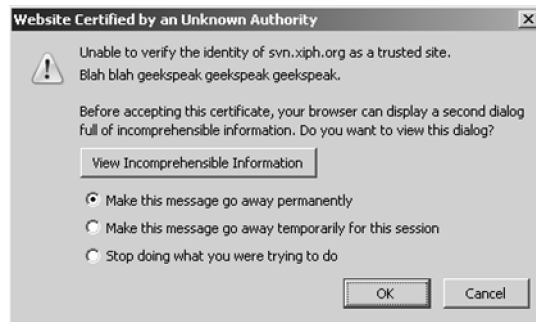 Website Certified by an Unknown Authority
Unable to verify the identity of svn.xiph.org as a trusted site.
Blah blah geekspeak geekspeak geekspeak.
Before accepting this certificate, your browser can display a second dialog
full of incomprehensible information. Do you want to view this dialog?
View Incomprehensible Information
Make this message go away permanently
Make this message go away temporarily for this session
Stop doing what you were trying to do
OK Cancel